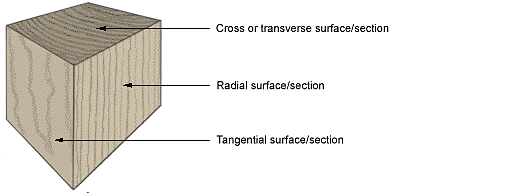 Cross or transverse surface/section
Radial surface/section
Tangential surface/section